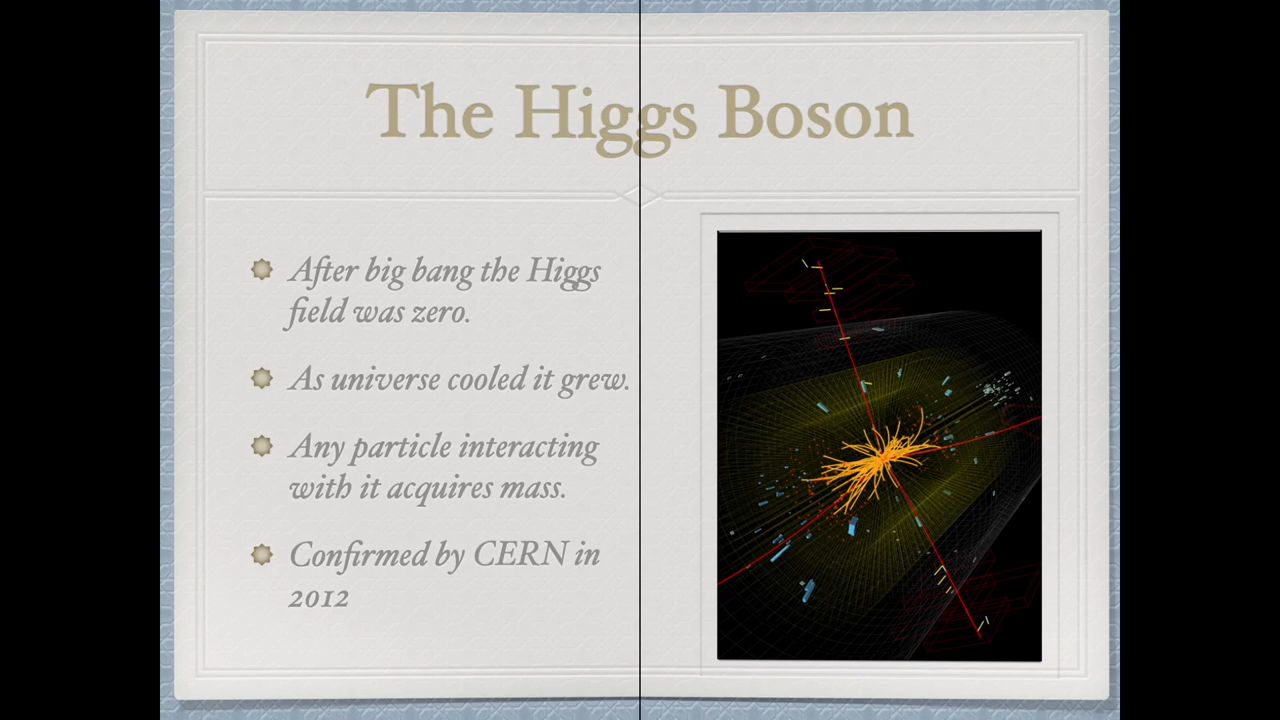 The Higgs Boson
After big bang the Higgs
field was zero.
As universe cooled it grew.
Any particle interacting
with it acquires mass.
Confirmed by CERN in
2012